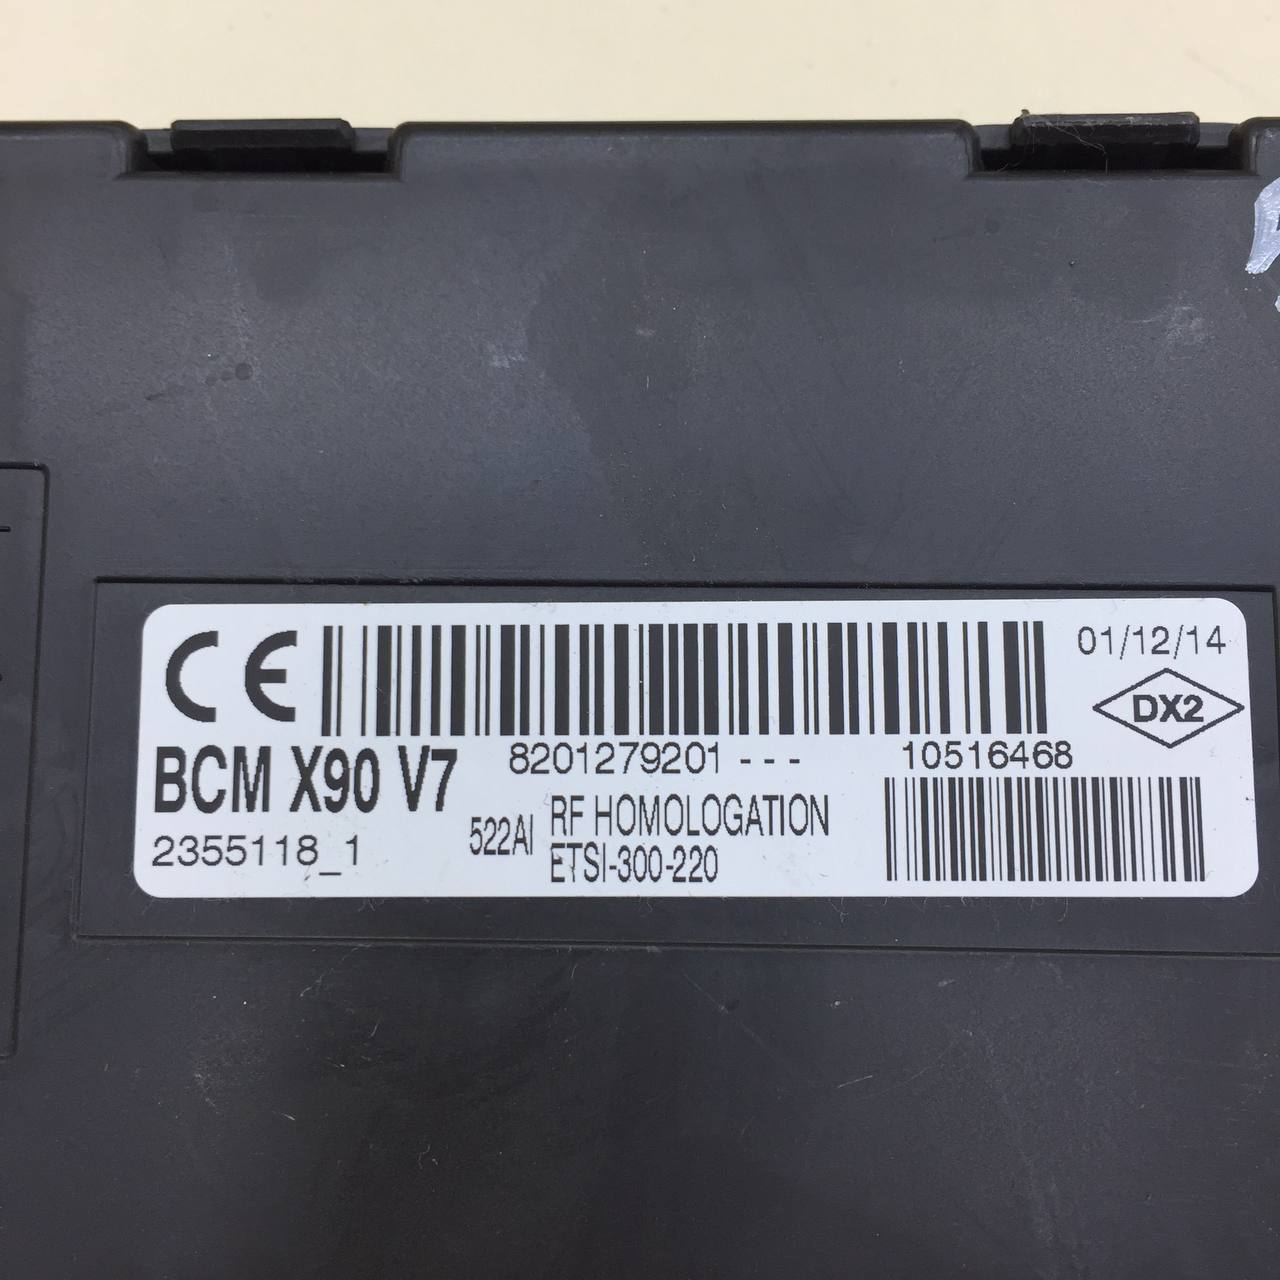 CE
01/12/14
DX2
8201279201 - - -
10516468
BCM X90 V7
522AI
RF HOMOLOGATION
2355118_1
ETSI-300-220